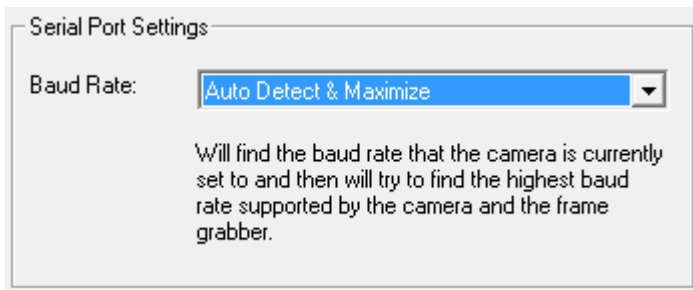 Serial Port Settings
Baud Rate:
Auto Detect & Maximize
Will find the baud rate that the camera is currently
set to and then will try to find the highest baud
rate supported by the camera and the frame
grabber.